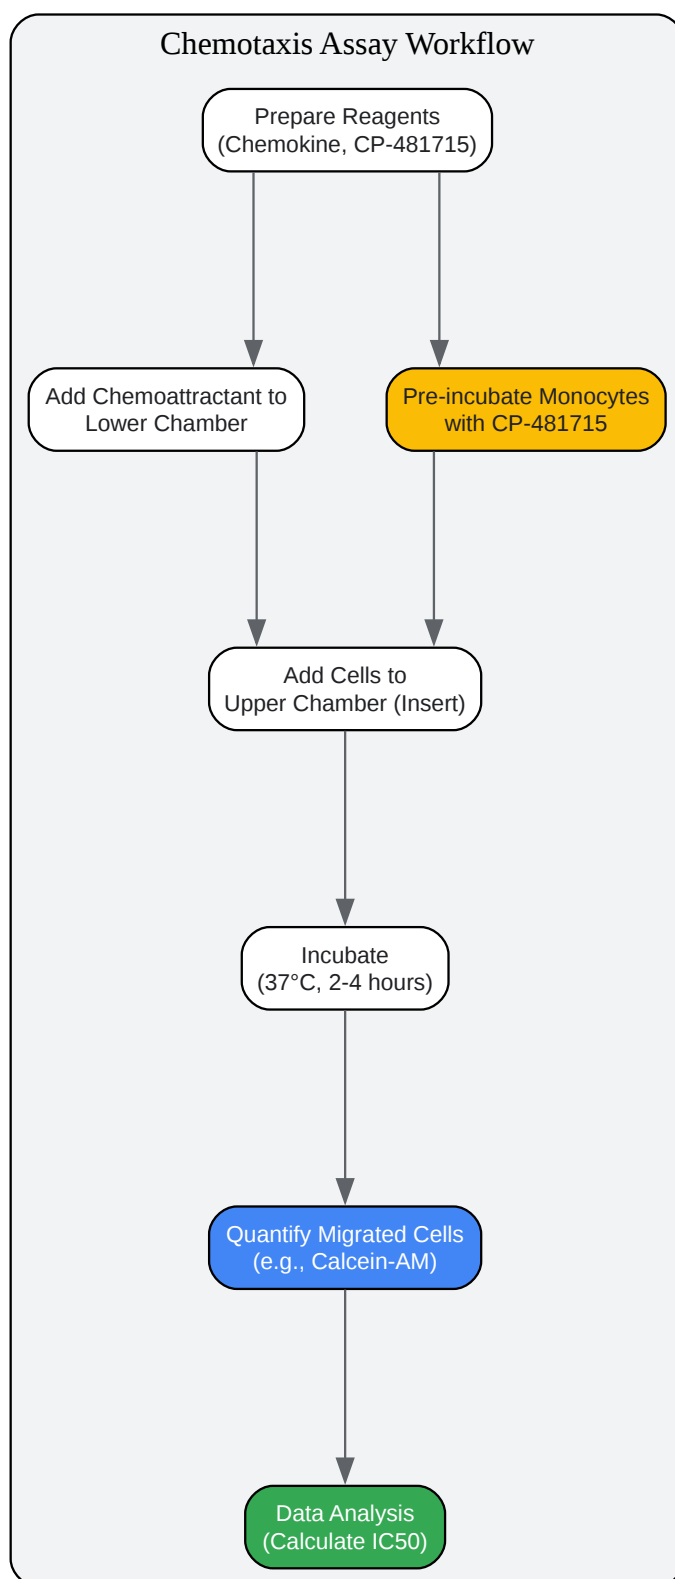 Chemotaxis Assay Workflow
Prepare Reagents
(Chemokine, CP-481715)
Add Chemoattractant to
Lower Chamber
Pre-incubate Monocytes
with CP-481715
Add Cells to
Upper Chamber (Insert)
Incubate
(37°C, 2-4 hours)
Quantify Migrated Cells
(e.g., Calcein-AM)
Data Analysis
(Calculate IC50)